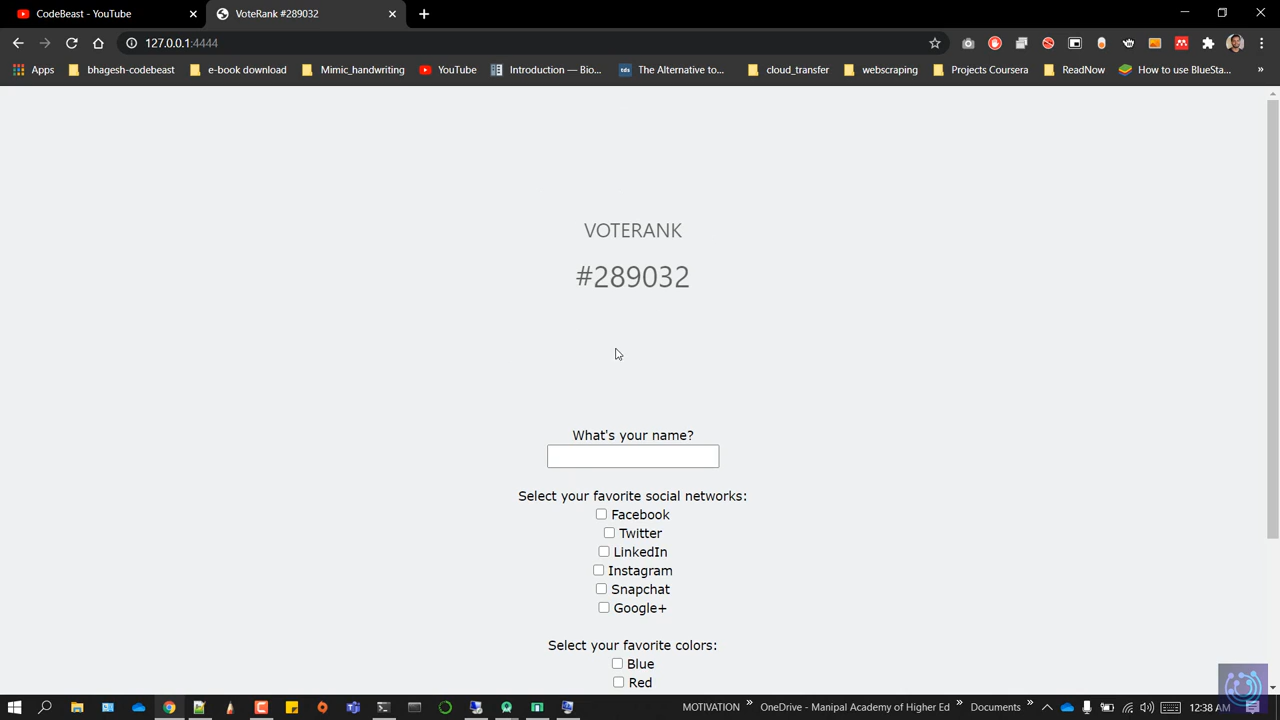 CodeBeast - YouTube
VoteRank #289032
127.0.0.1:4444
Apps
bhagesh-codebeast
e-book download
Mimic_handwriting
YouTube
Introduction — Bio...
tds
The Alternative to...
cloud_transfer
webscraping
Projects Coursera
ReadNow
How to use BlueSta...
»
VOTERANK
#289032
What's your name?
Select your favorite social networks:
Facebook
Twitter
LinkedIn
Instagram
Snapchat
Google+
Select your favorite colors:
Blue
Red
MOTIVATION » OneDrive - Manipal Academy of Higher Ed » Documents » 12:38 AM